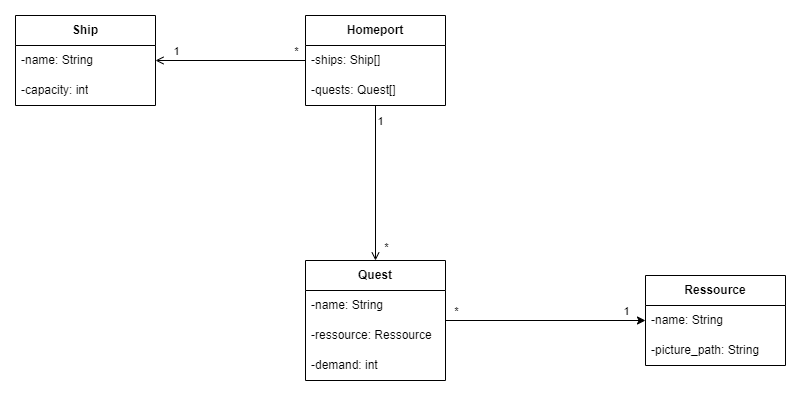 Ship
-name: String
-capacity: int
1
*
Homeport
-ships: Ship[]
-quests: Quest[]
1
*
Quest
-name: String
-ressource: Ressource
-demand: int
*
1
Ressource
-name: String
-picture_path: String